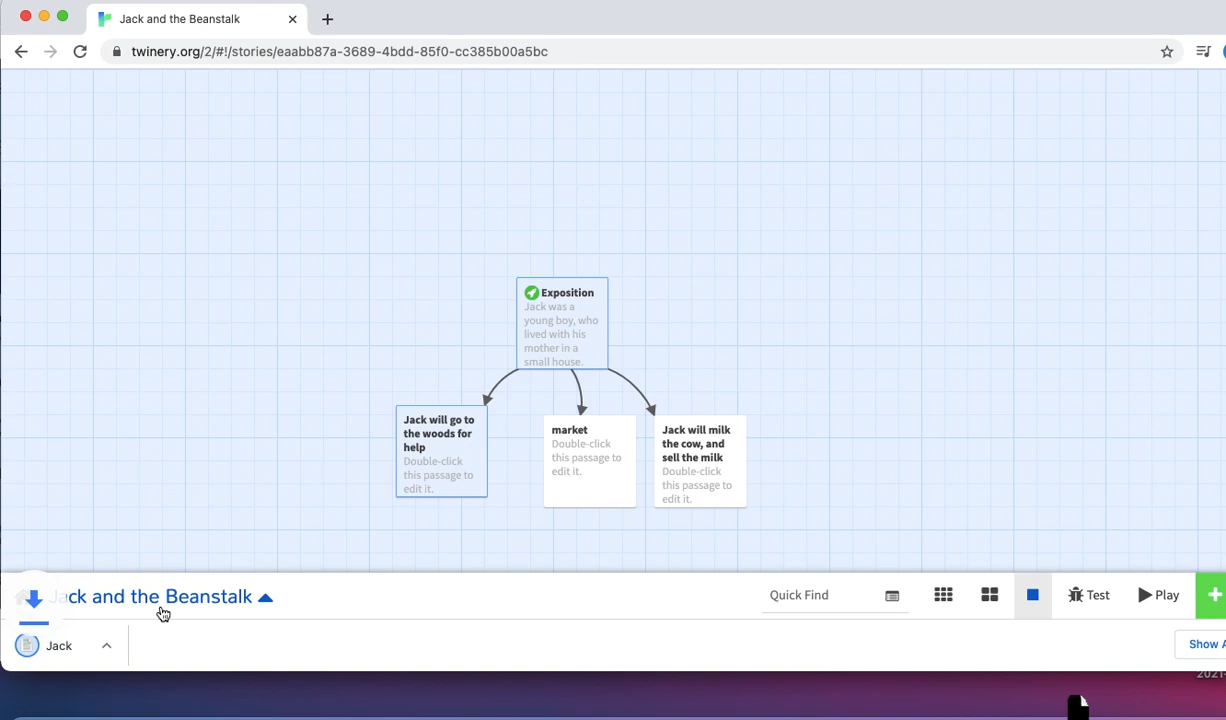 Jack and the Beanstalk
twinery.org/2/#!/stories/eaabb87a-3689-4bdd-85f0-cc385b00a5bc
Exposition
Jack was a
young boy, who
lived with his
mother in a
small house.
Jack will go to
the woods for
help
Double-click
this passage to
edit it.
market
Double-click
this passage to
edit it.
Jack will milk
the cow, and
sell the milk
Double-click
this passage to
edit it.
ck and the Beanstalk
Quick Find
Test
Play
Jack
Show A
2021-